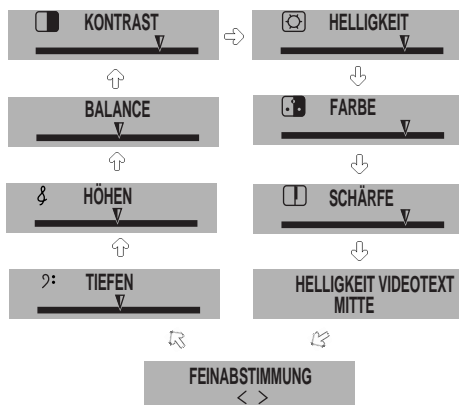 KONTRAST
HELLIGKEIT
BALANCE
FARBE
HÖHEN
SCHÄRFE
TIEFEN
HELLIGKEIT VIDEOTEXT
MITTE
FEINABSTIMMUNG
< >